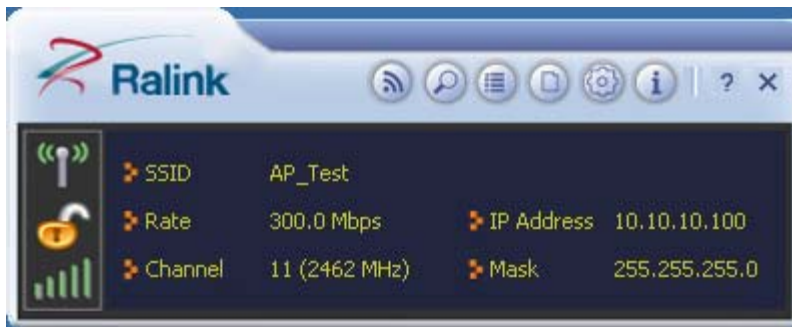 Ralink
i ? ×
SSID AP_Test
Rate 300.0 Mbps IP Address 10.10.10.100
Channel 11 (2462 MHz) Mask 255.255.255.0